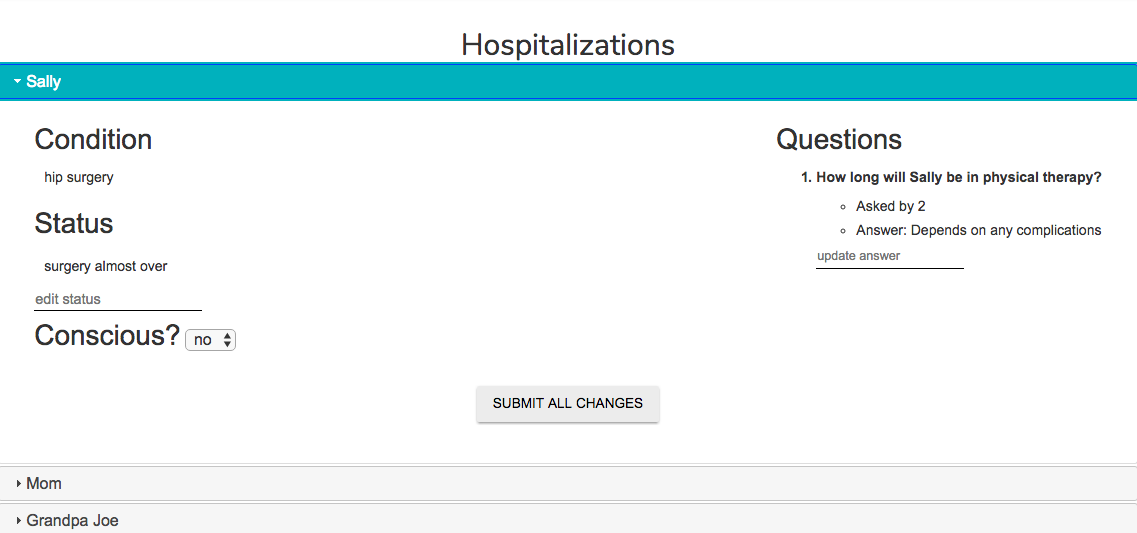 Hospitalizations
Sally
Condition
hip surgery
Status
surgery almost over
edit status
Conscious? no
Questions
1. How long will Sally be in physical therapy?
Asked by 2
Answer: Depends on any complications
update answer
SUBMIT ALL CHANGES
Mom
Grandpa Joe